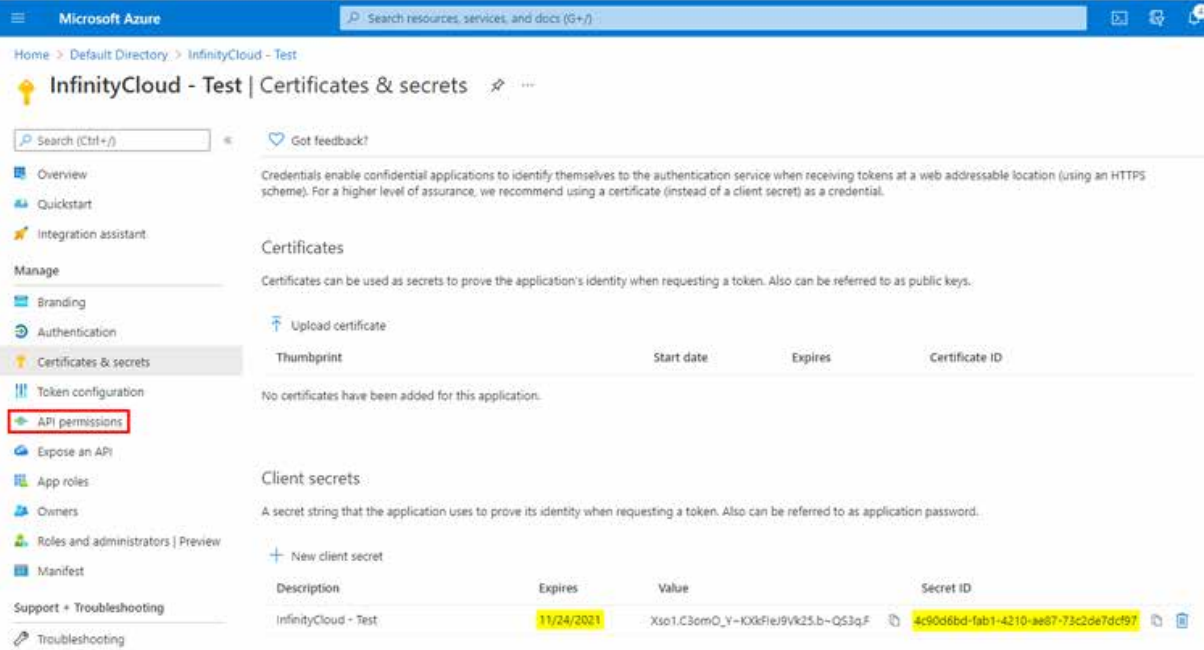 Microsoft Azure
Search resources, services, and docs (G+/)
Home > Default Directory > InfinityCloud - Test
InfinityCloud - Test | Certificates & secrets
Search (Ctrl+/)
Got feedback?
Overview
Quickstart
Integration assistant
Manage
Branding
Authentication
Certificates & secrets
Token configuration
API permissions
Expose an API
App roles
Owners
Roles and administrators | Preview
Manifest
Support + Troubleshooting
Troubleshooting
Credentials enable confidential applications to identify themselves to the authentication service when receiving tokens at a web addressable location (using an HTTPS
scheme). For a higher level of assurance, we recommend using a certificate (instead of a client secret) as a credential.
Certificates
Certificates can be used as secrets to prove the application's identity when requesting a token. Also can be referred to as public keys.
Upload certificate
Thumbprint Start date Expires Certificate ID
No certificates have been added for this application.
Client secrets
A secret string that the application uses to prove its identity when requesting a token. Also can be referred to as application password.
New client secret
Description Expires Value Secret ID
InfinityCloud - Test 11/24/2021 4c90d6bd-fab1-4210-ae87-73c2de7dcf97